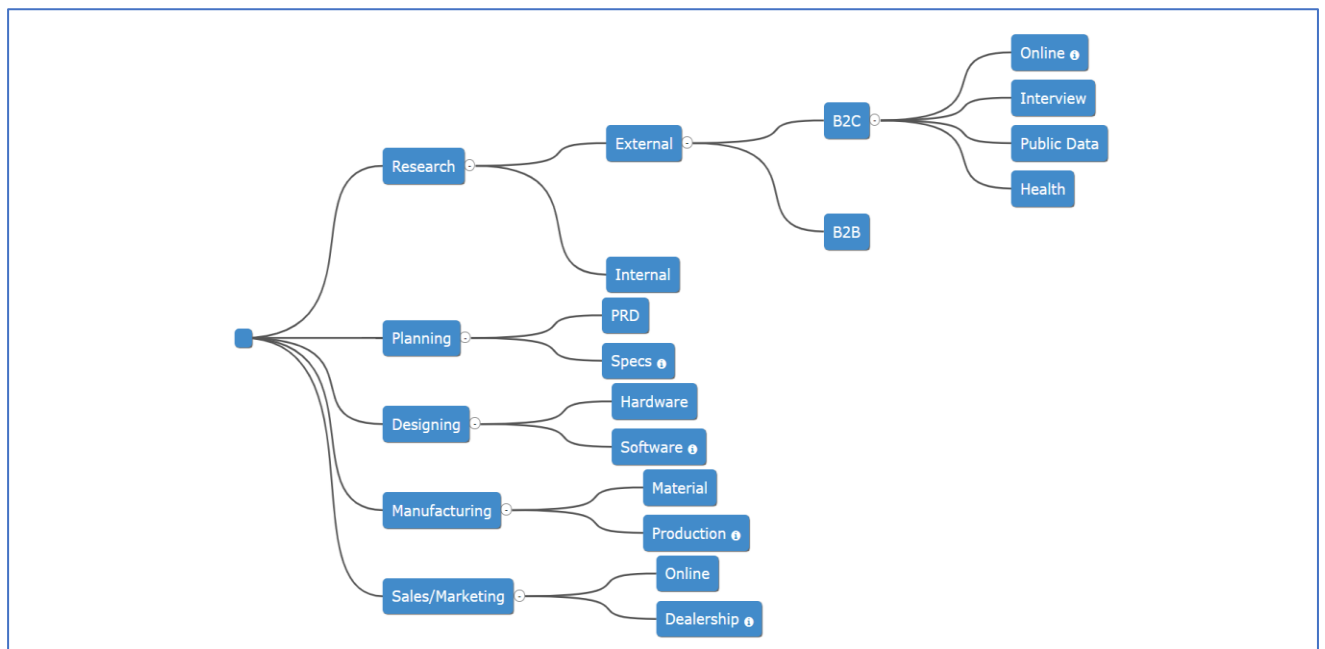 Research
External
B2C
Online
Interview
Public Data
Health
B2B
Internal
Planning
PRD
Specs
Designing
Hardware
Software
Manufacturing
Material
Production
Sales/Marketing
Online
Dealership